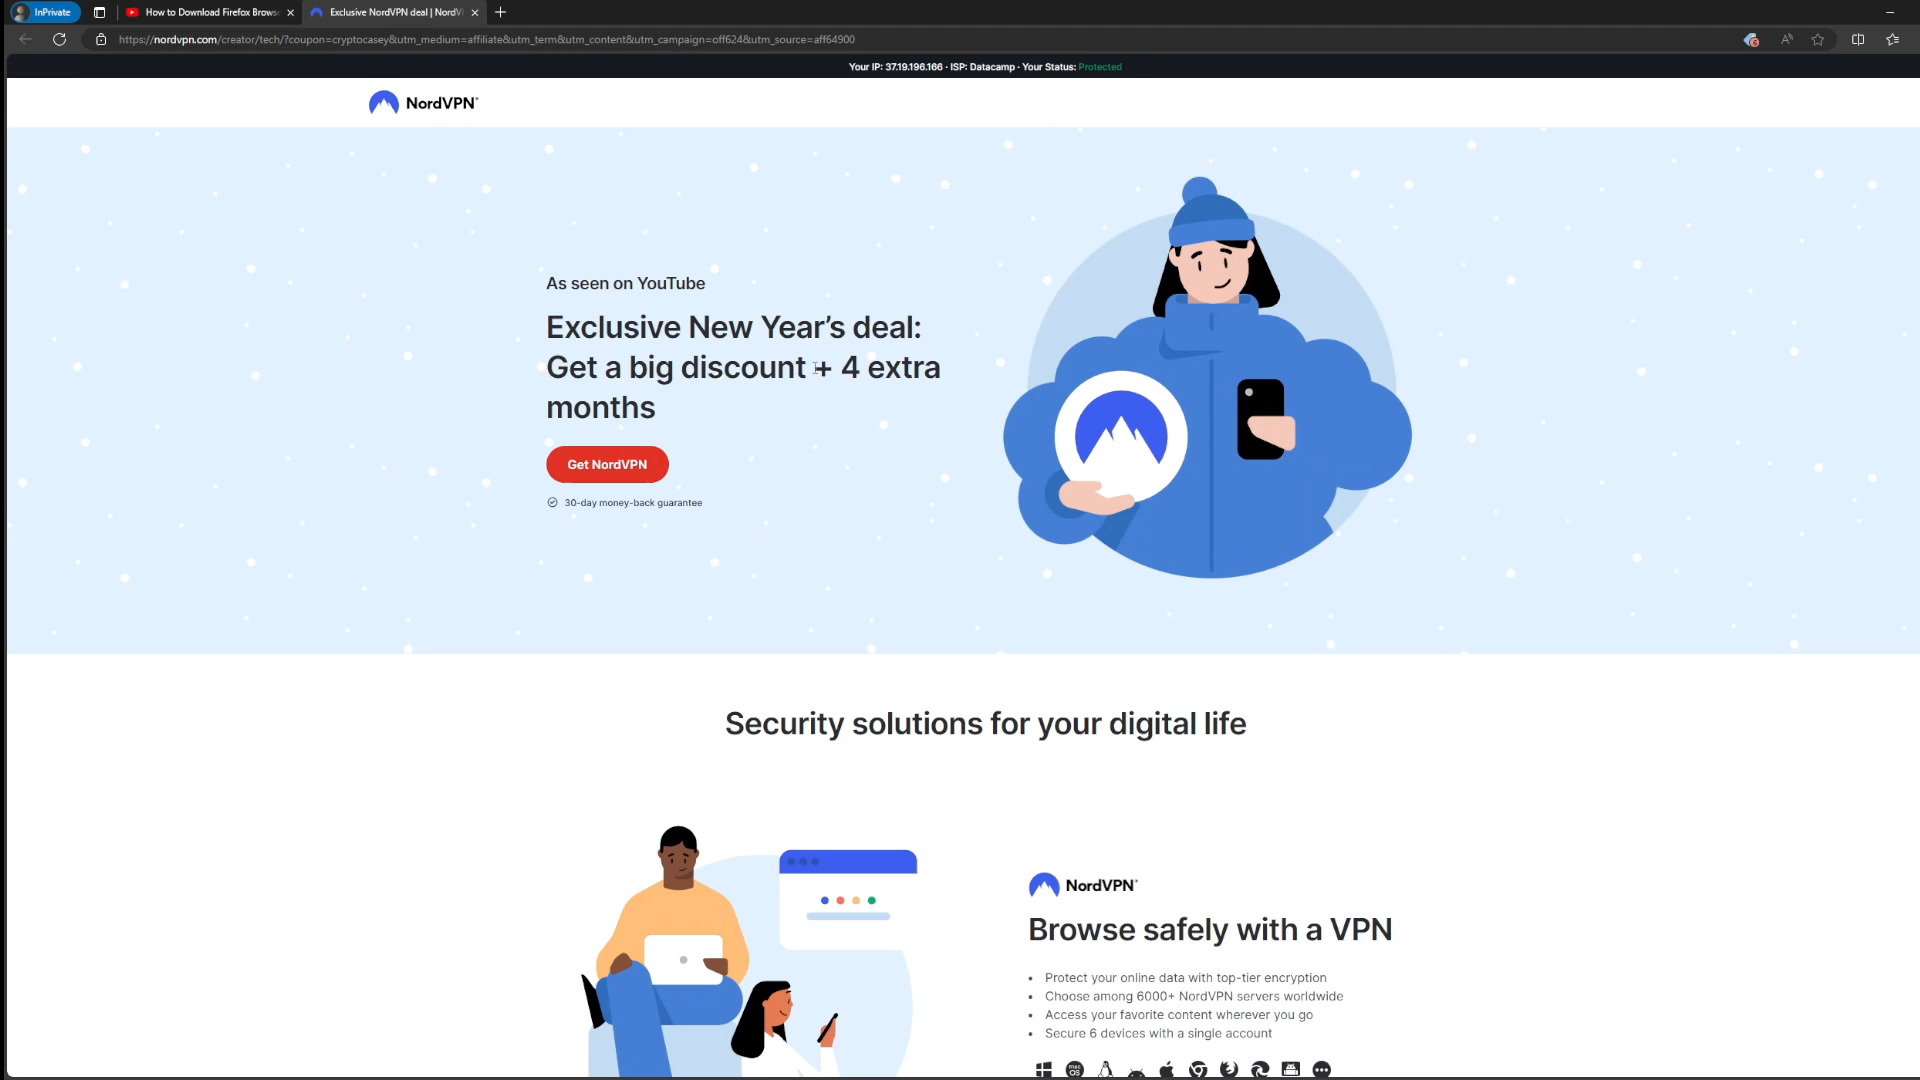 InPrivate
How to Download Firefox Brows
Exclusive NordVPN deal | NordV
https://nordvpn.com/creator/tech/?coupon=cryptocasey&utm_medium=affiliate&utm_term&utm_content&utm_campaign=off624&utm_source=aff64900
Your IP: 37.19.196.166 · ISP: Datacamp · Your Status: Protected
NordVPN®
As seen on YouTube
Exclusive New Year's deal:
Get a big discount + 4 extra
months
Get NordVPN
30-day money-back guarantee
Security solutions for your digital life
NordVPN®
Browse safely with a VPN
• Protect your online data with top-tier encryption
• Choose among 6000+ NordVPN servers worldwide
• Access your favorite content wherever you go
• Secure 6 devices with a single account
mac
OS